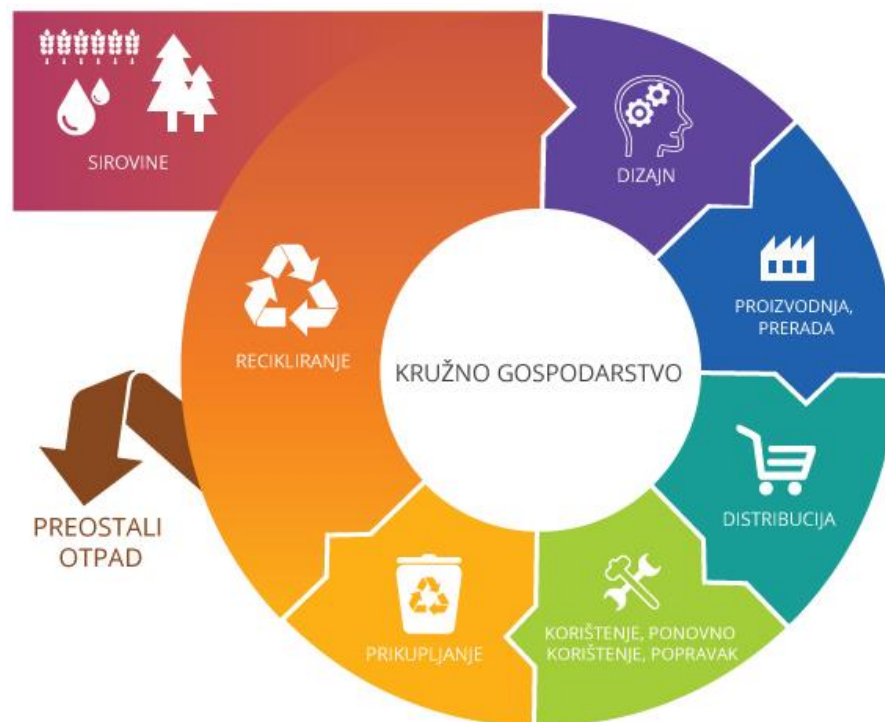 SIROVINE
DIZAJN
PROIZVODNJA,
PRERADA
DISTRIBUCIJA
KORIŠTENJE, PONOVNO
KORIŠTENJE, POPRAVAK
PRIKUPLJANJE
RECIKLIRANJE
KRUŽNO GOSPODARSTVO
PREOSTALI
OTPAD